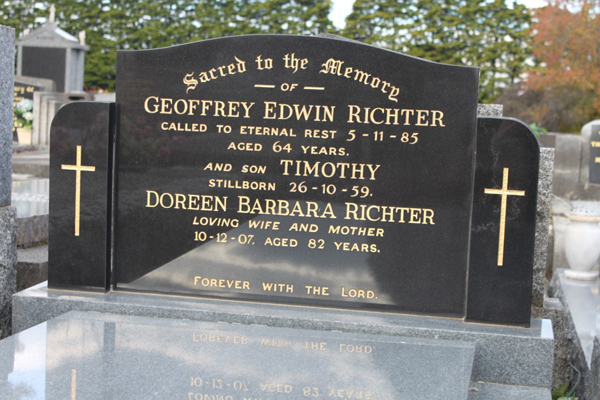 Sacred to the Memory
OF
GEOFFREY EDWIN RICHTER
CALLED TO ETERNAL REST 5-11-85
AGED 64 YEARS.
AND SON TIMOTHY
STILLBORN 26-10-59.
DOREEN BARBARA RICHTER
LOVING WIFE AND MOTHER
10-12-07. AGED 82 YEARS.
FOREVER WITH THE LORD.